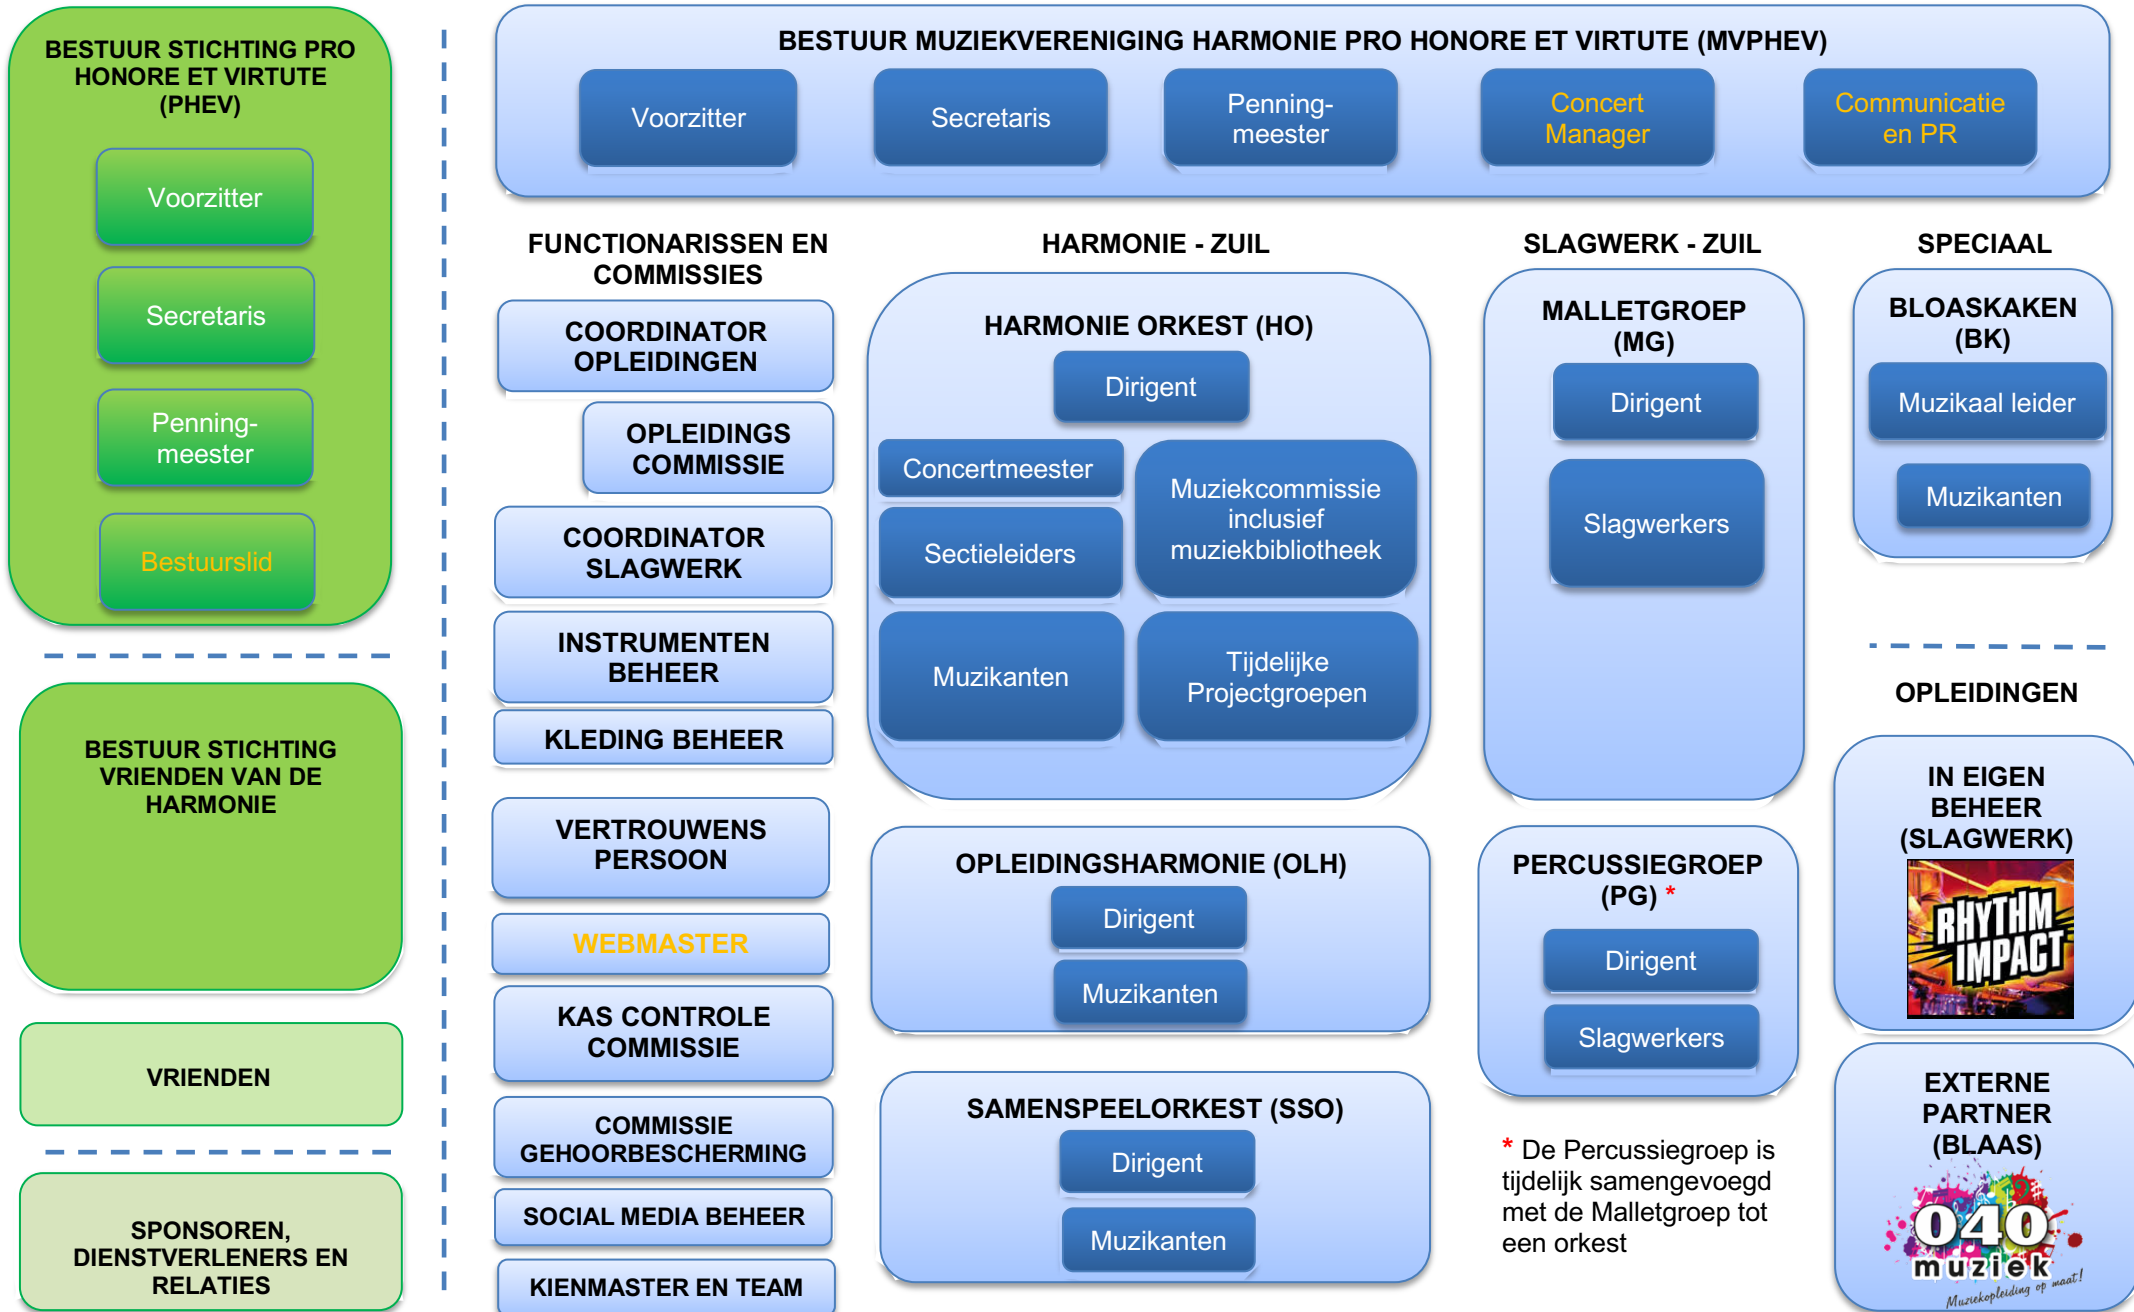 BESTUUR STICHTING PRO
HONORE ET VIRTUTE
(PHEV)
Voorzitter
Secretaris
Penning-
meester
Bestuurslid
BESTUUR STICHTING
VRIENDEN VAN DE
HARMONIE
VRIENDEN
SPONSOREN,
DIENSTVERLENERS EN
RELATIES
BESTUUR MUZIEKVERENIGING HARMONIE PRO HONORE ET VIRTUTE (MVPHEV)
Voorzitter
Secretaris
Penning-
meester
Concert
Manager
Communicatie
en PR
FUNCTIONARISSEN EN
COMMISSIES
COORDINATOR
OPLEIDINGEN
OPLEIDINGS
COMMISSIE
COORDINATOR
SLAGWERK
INSTRUMENTEN
BEHEER
KLEDING BEHEER
VERTROUWENS
PERSOON
WEBMASTER
KAS CONTROLE
COMMISSIE
COMMISSIE
GEHOORBESCHERMING
SOCIAL MEDIA BEHEER
KIENMASTER EN TEAM
HARMONIE - ZUIL
HARMONIE ORKEST (HO)
Dirigent
Concertmeester
Sectieleiders
Muziekcommissie
inclusief
muziekbibliotheek
Muzikanten
Tijdelijke
Projectgroepen
OPLEIDINGSHARMONIE (OLH)
Dirigent
Muzikanten
SAMENSPEELORKEST (SSO)
Dirigent
Muzikanten
SLAGWERK - ZUIL
MALLETGROEP
(MG)
Dirigent
Slagwerkers
PERCUSSIEGROEP
(PG) *
Dirigent
Slagwerkers
* De Percussiegroep is
tijdelijk samengevoegd
met de Malletgroep tot
een orkest
SPECIAAL
BLOASKAKEN
(BK)
Muzikaal leider
Muzikanten
OPLEIDINGEN
IN EIGEN
BEHEER
(SLAGWERK)
RHYTHM
IMPACT
EXTERNE
PARTNER
(BLAAS)
040
muziek
Muziekopleiding op maat!